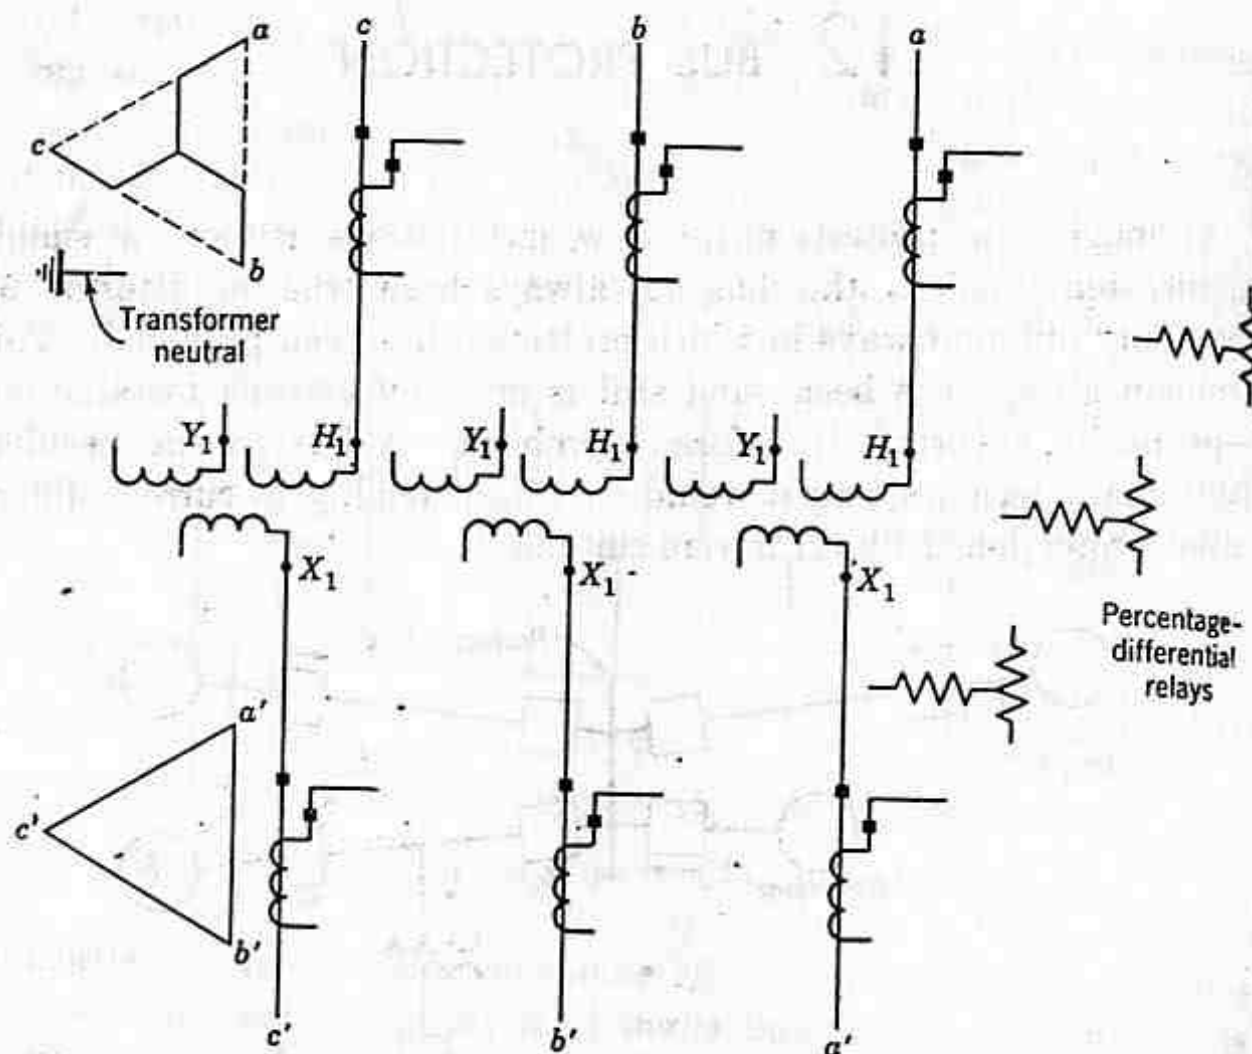 c
b
a
a
c
b
Transformer
neutral
Y1
H1
Y1
H1
Y1
H1
X1
X1
X1
Percentage-
differential
relays
a'
c'
b'
c'
b'
a'